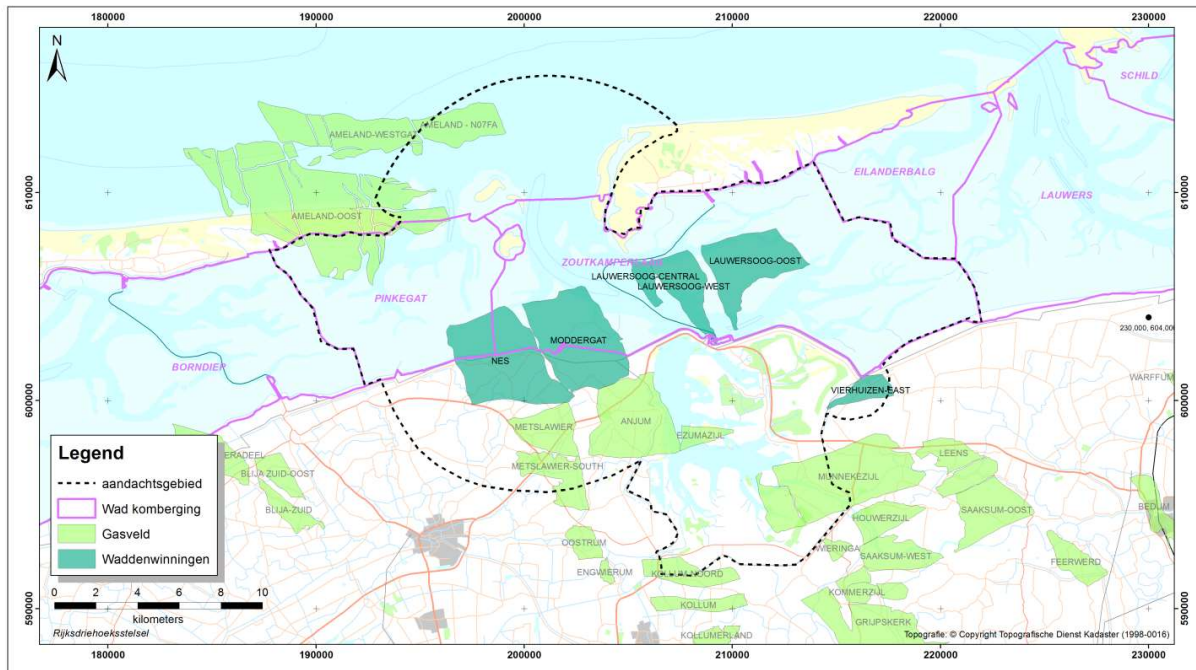 180000 190000 200000 210000 220000 230000
N
SCHILD
AMELAND - N07FA
AMELAND-WESTGAT
610000 610000
EILANDERBALG
LAUWERS
AMELAND-OOST
LAUWERSOOG-OOST
ZOUTKAMPERLAAG
LAUWERSOOG-CENTRAL
LAUWERSOOG-WEST
PINKEGAT
230,000, 604,000
MODDERGAT
NES
BORNDIEP
WARFFUM
VIERHUIZEN-EAST
600000 600000
METSLAWIER
ANJUM
EZUMAZIJL
LEENS
METSLAWIER-SOUTH
MUNNEKEZIJL
BLIJA ZUID-OOST
BLIJA-ZUID
HOUWERZIJL
SAAKSUM-OOST
BEDUM
OOSTRUM
WIERINGA
SAAKSUM-WEST
ENGWIERUM
KOLLUM-NOORD
FEERWERD
KOMMERZIJL
KOLLUM
GRIJPSKERK
590000 590000
KOLLUMERLAND
Legend
aandachtsgebied
Wad komberging
Gasveld
Waddenwinningen
0 2 4 6 8 10
kilometers
Rijksdriehoeksstelsel
Topografie: © Copyright Topografische Dienst Kadaster (1998-0016)
180000 190000 200000 210000 220000 230000